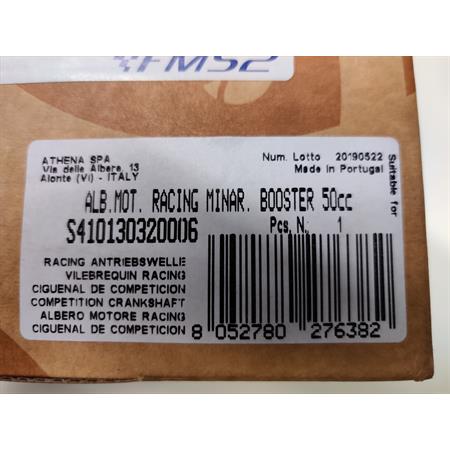 FMS2
ATHENA SPA
Via delle Albere, 13
Alonte (VI) - ITALY
Num. Lotto 20190522
Made in Portugal
Suitable for
ALB.MOT. RACING MINAR. BOOSTER 50cc
S410130320006
Pcs. N. 1
RACING ANTRIEBSWELLE
VILEBREQUIN RACING
CIGUENAL DE COMPETICION
COMPETITION CRANKSHAFT
ALBERO MOTORE RACING
CIGUENAL DE COMPETICION
8 052780 276382